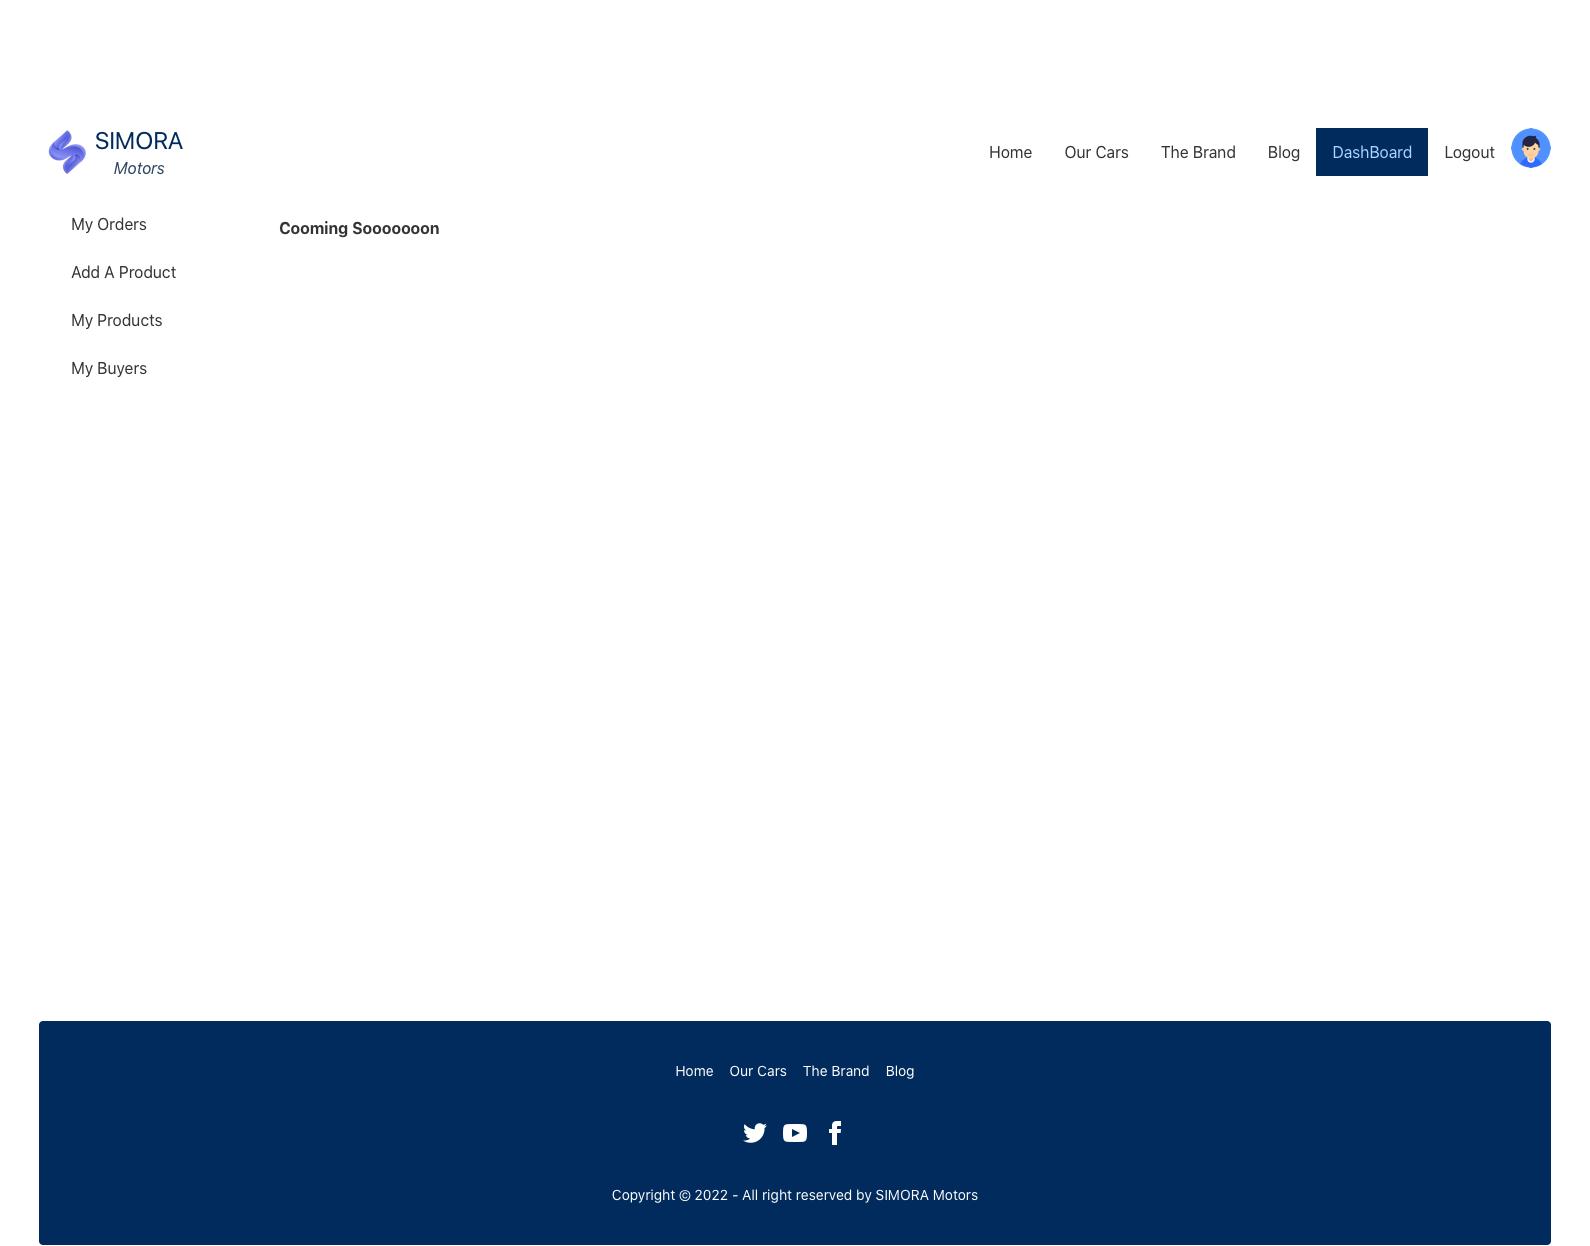 SIMORA
Motors
Home Our Cars The Brand Blog DashBoard Logout
My Orders
Add A Product
My Products
My Buyers
Cooming Sooooooon
Home Our Cars The Brand Blog
Copyright © 2022 - All right reserved by SIMORA Motors